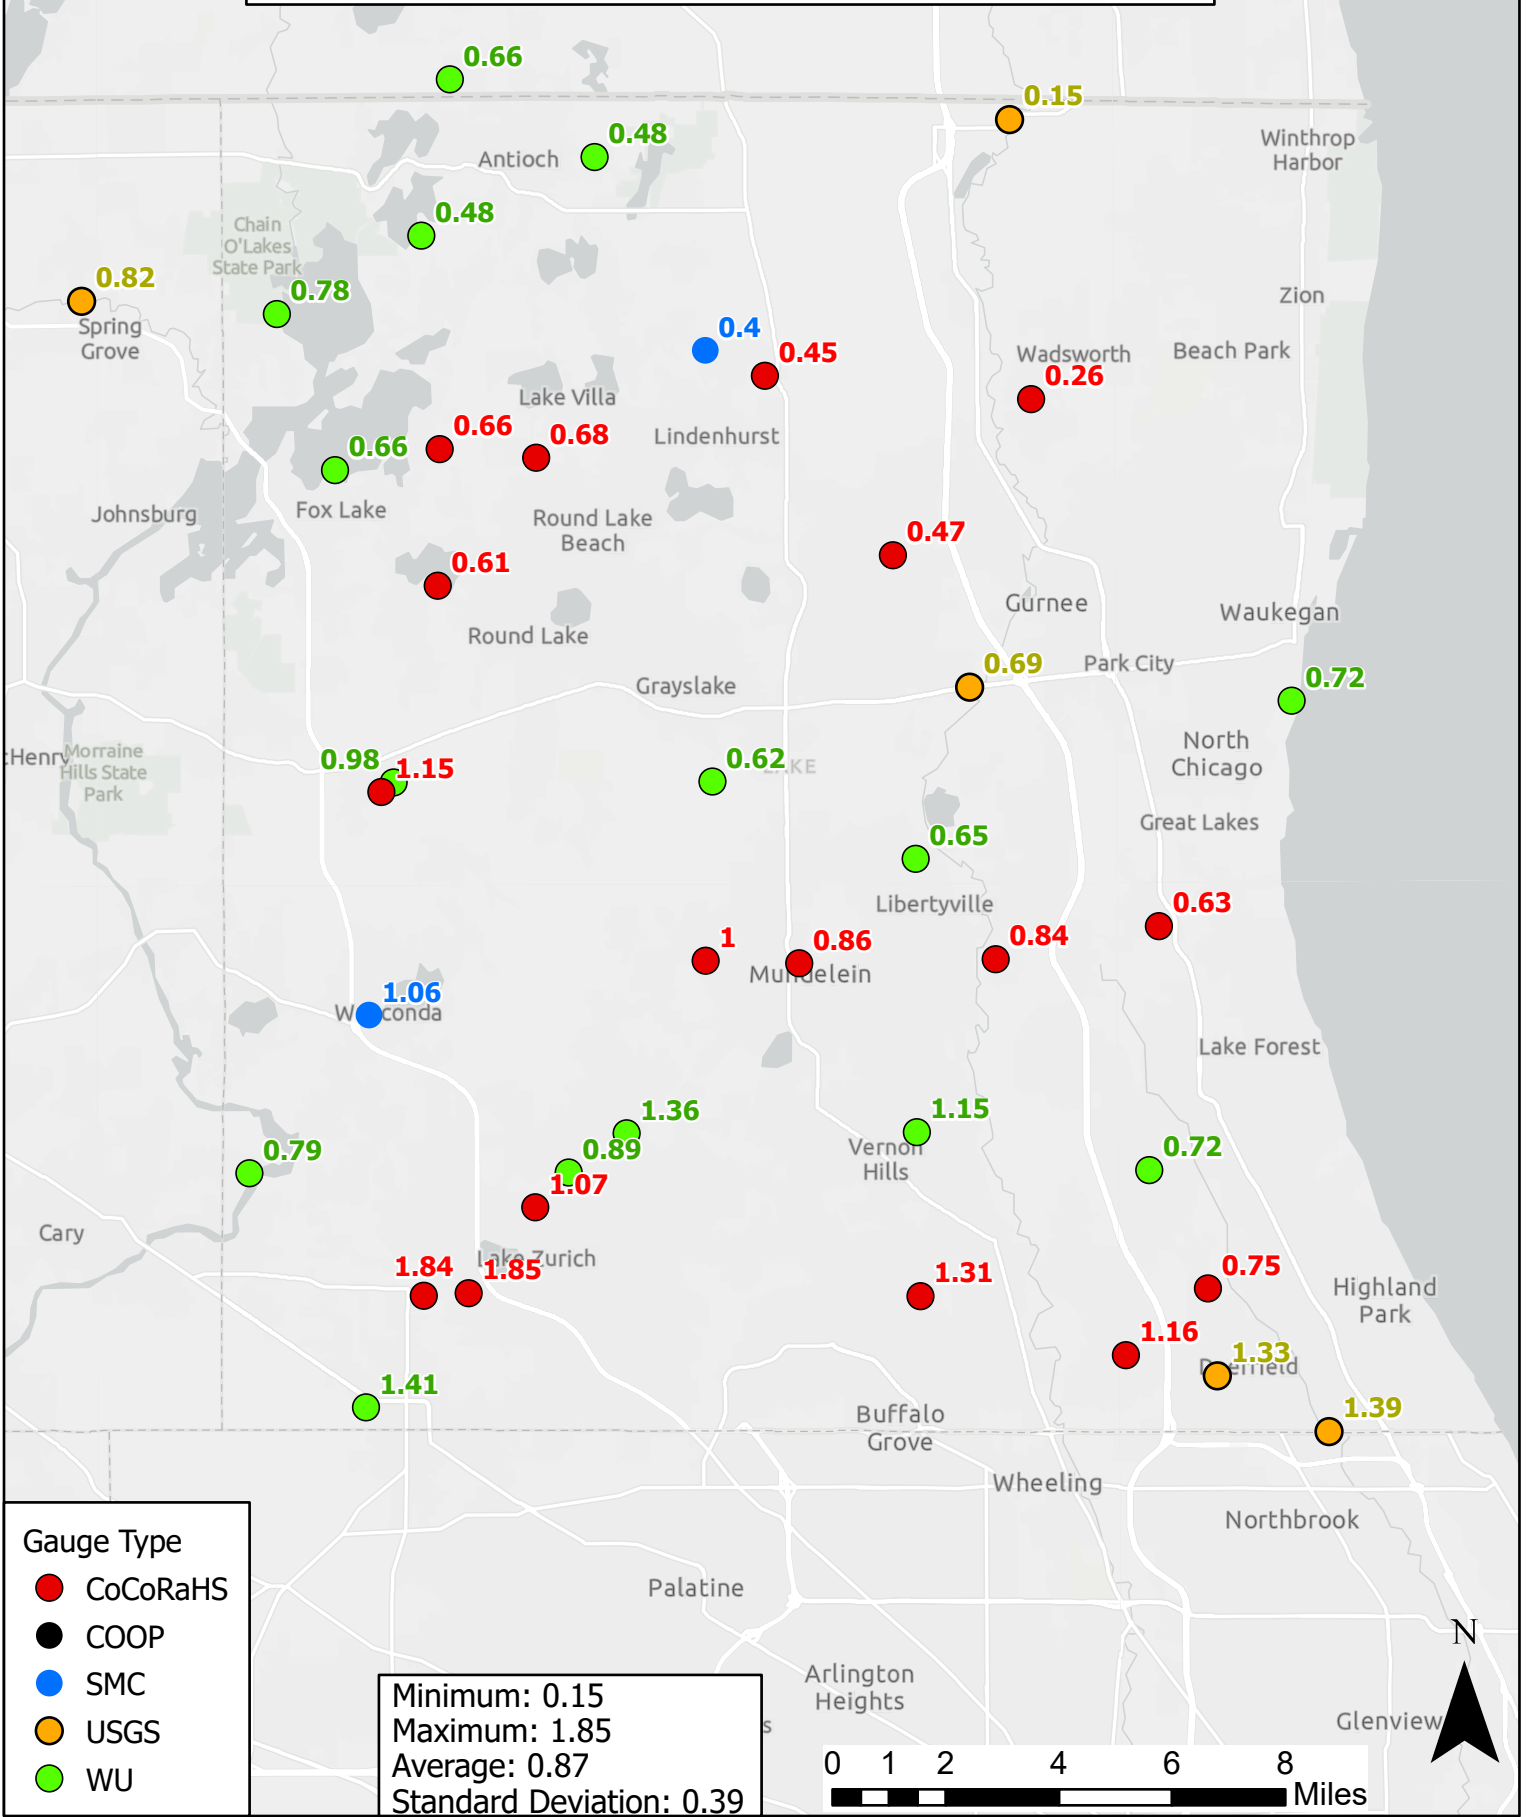 0.66
0.15
0.48
Antioch
Winthrop
Harbor
0.48
Chain
O'Lakes
State Park
0.82
0.78
Zion
Spring
Grove
0.4
0.45
Wadsworth
Beach Park
0.26
Lake Villa
0.66
0.68
Lindenhurst
0.66
Johnsburg
Fox Lake
Round Lake
Beach
0.47
0.61
Gurnee
Waukegan
Round Lake
0.69
Park City
0.72
Grayslake
North
Chicago
Morraine
Hills State
Park
0.98
1.15
0.62
Great Lakes
0.65
Libertyville
0.63
1
0.86
0.84
Mundelein
1.06
Wauconda
Lake Forest
1.36
1.15
0.79
0.89
Vernon
Hills
0.72
1.07
Cary
Lake Zurich
1.84
1.85
1.31
0.75
Highland
Park
1.16
1.33
Deerfield
1.41
1.39
Buffalo
Grove
Wheeling
Northbrook
Palatine
Arlington
Heights
Glenview
Gauge Type
CoCoRaHS
COOP
SMC
USGS
WU
Minimum: 0.15
Maximum: 1.85
Average: 0.87
Standard Deviation: 0.39
N
0 1 2 4 6 8
Miles